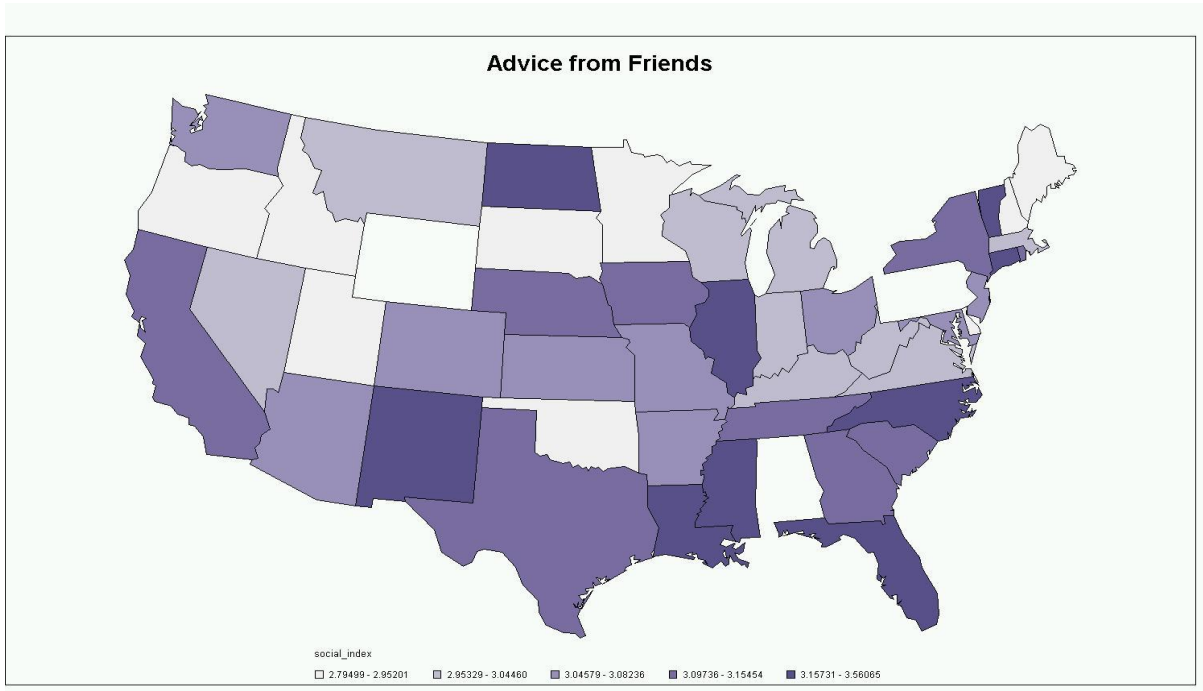 Advice from Friends
social_index
2.79499 - 2.95201 2.95329 - 3.04460 3.04579 - 3.08236 3.09736 - 3.15454 3.15731 - 3.56065